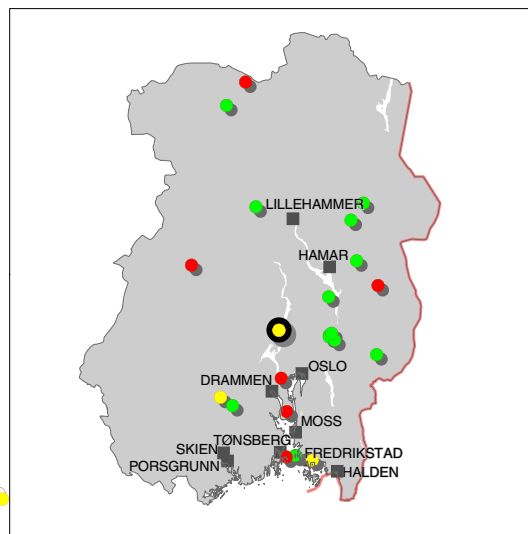 LILLEHAMMER
HAMAR
OSLO
DRAMMEN
MOSS
TØNSBERG
SKIEN
FREDRIKSTAD
PORSGRUNN
HALDEN